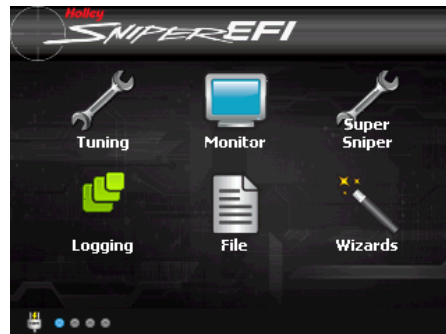 Holley
SNIPER EFI
Tuning
Monitor
Super
Sniper
Logging
File
Wizards